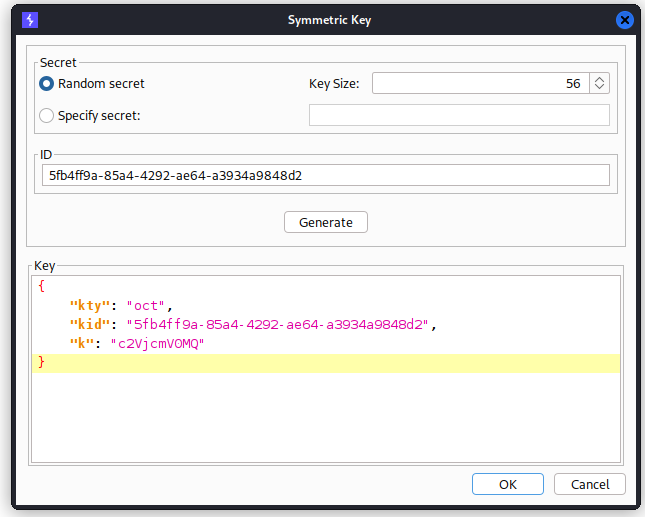 Symmetric Key
Secret
Random secret Key Size: 56
Specify secret:
ID
5fb4ff9a-85a4-4292-ae64-a3934a9848d2
Generate
Key
{
"kty": "oct",
"kid": "5fb4ff9a-85a4-4292-ae64-a3934a9848d2",
"k": "c2VjcmV0MQ"
}
OK Cancel